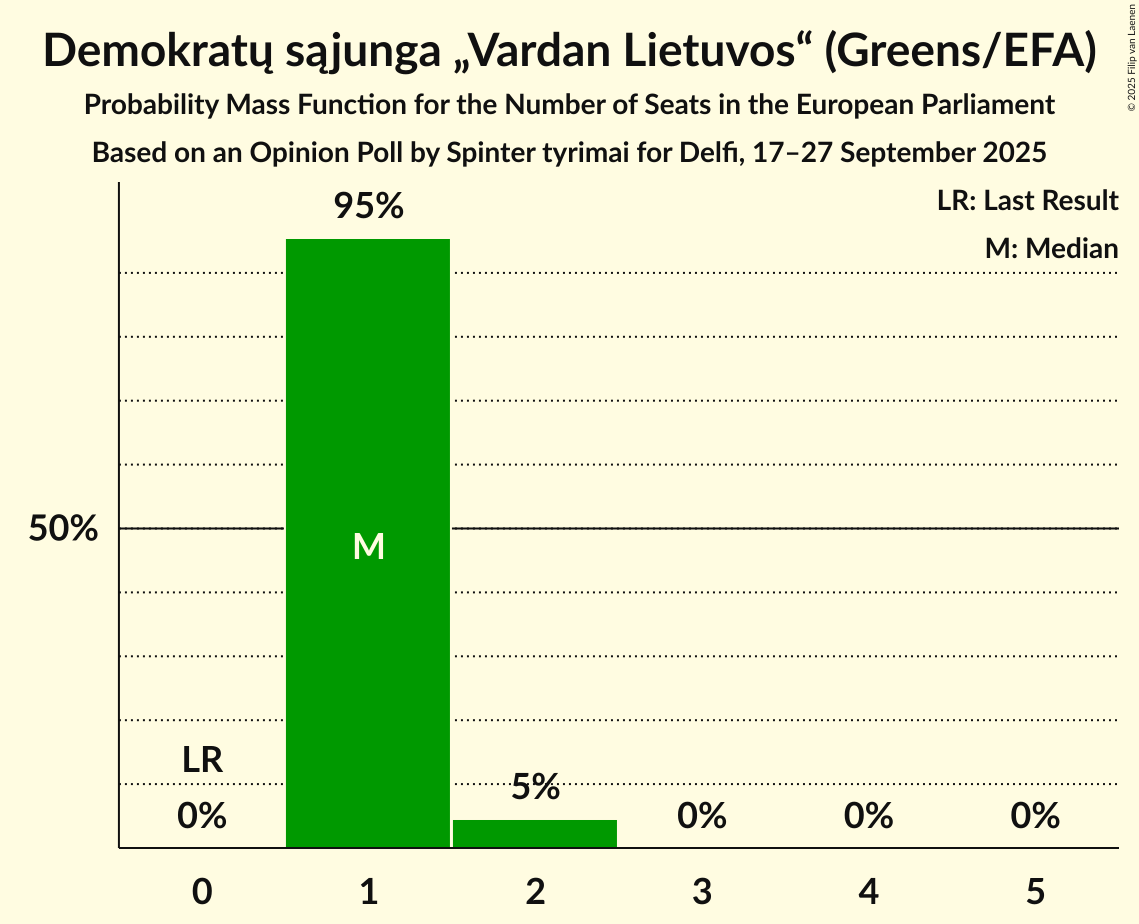 Demokratų sąjunga „Vardan Lietuvos“ (Greens/EFA)
Probability Mass Function for the Number of Seats in the European Parliament
Based on an Opinion Poll by Spinter tyrimai for Delfi, 17–27 September 2025
© 2025 Filip van Laenen
LR: Last Result
M: Median
95%
50%
M
LR
0%
5%
0%
0%
0%
0
1
2
3
4
5